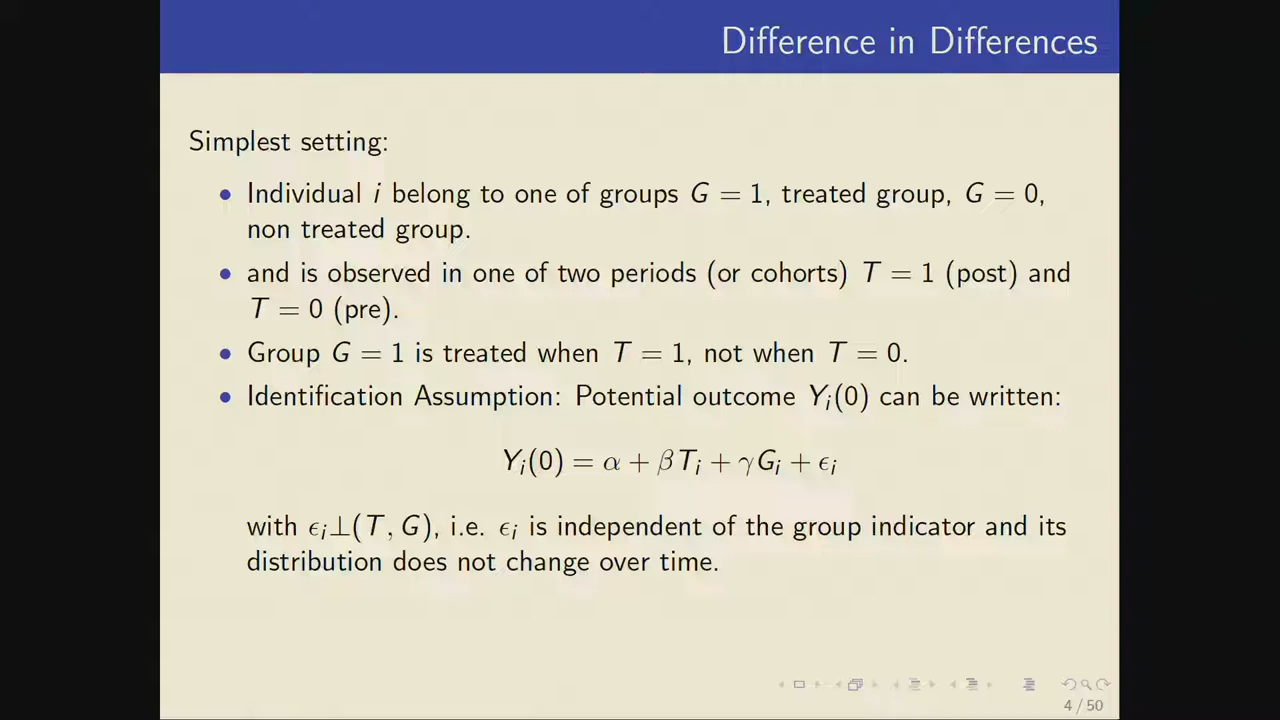 Difference in Differences
Simplest setting:
• Individual i belong to one of groups G = 1, treated group, G = 0,
non treated group.
• and is observed in one of two periods (or cohorts) T = 1 (post) and
T = 0 (pre).
• Group G = 1 is treated when T = 1, not when T = 0.
• Identification Assumption: Potential outcome Yᵢ(0) can be written:
Yᵢ(0) = α + βTᵢ + γGᵢ + ϵᵢ
with ϵᵢ⊥(T, G), i.e. ϵᵢ is independent of the group indicator and its
distribution does not change over time.
4 / 50